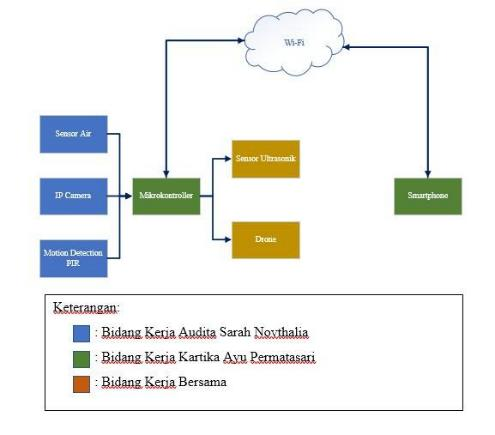 Wi-Fi
Sensor Air
Sensor Ultrasonik
IP Camera
Mikrokontroller
Smartphone
Motion Detection
PIR
Drone
Keterangan:
: Bidang Kerja Audita Sarah Novthalia
: Bidang Kerja Kartika Ayu Permatasari
: Bidang Kerja Bersama